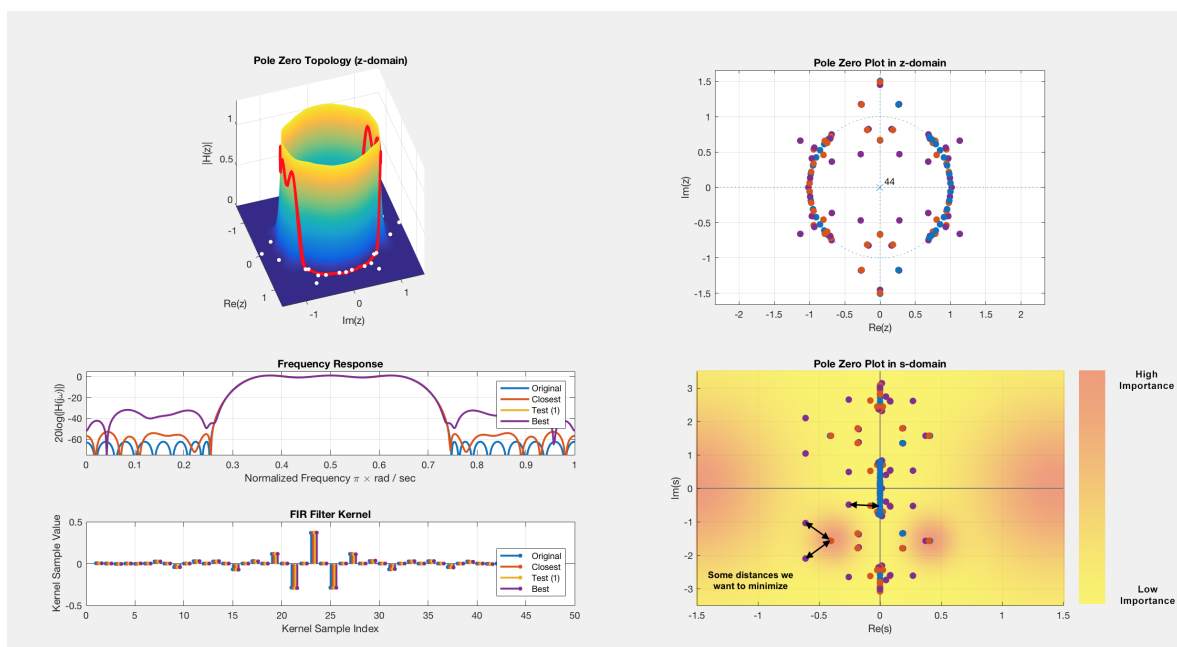 Pole Zero Topology (z-domain)
|H(z)|
1
0.5
0
-1
0
1
Re(z)
-1
0
1
Im(z)
Pole Zero Plot in z-domain
Im(z)
1.5
1
0.5
0
-0.5
-1
-1.5
44
-2
-1.5
-1
-0.5
0
0.5
1
1.5
2
Re(z)
Frequency Response
20log(|H(jω)|)
0
-20
-40
-60
Original
Closest
Test (1)
Best
0
0.1
0.2
0.3
0.4
0.5
0.6
0.7
0.8
0.9
1
Normalized Frequency π × rad / sec
FIR Filter Kernel
Kernel Sample Value
0.5
0
-0.5
Original
Closest
Test (1)
Best
0
5
10
15
20
25
30
35
40
45
50
Kernel Sample Index
Pole Zero Plot in s-domain
Im(s)
3
2
1
0
-1
-2
-3
Some distances we
want to minimize
-1.5
-1
-0.5
0
0.5
1
1.5
Re(s)
High
Importance
Low
Importance